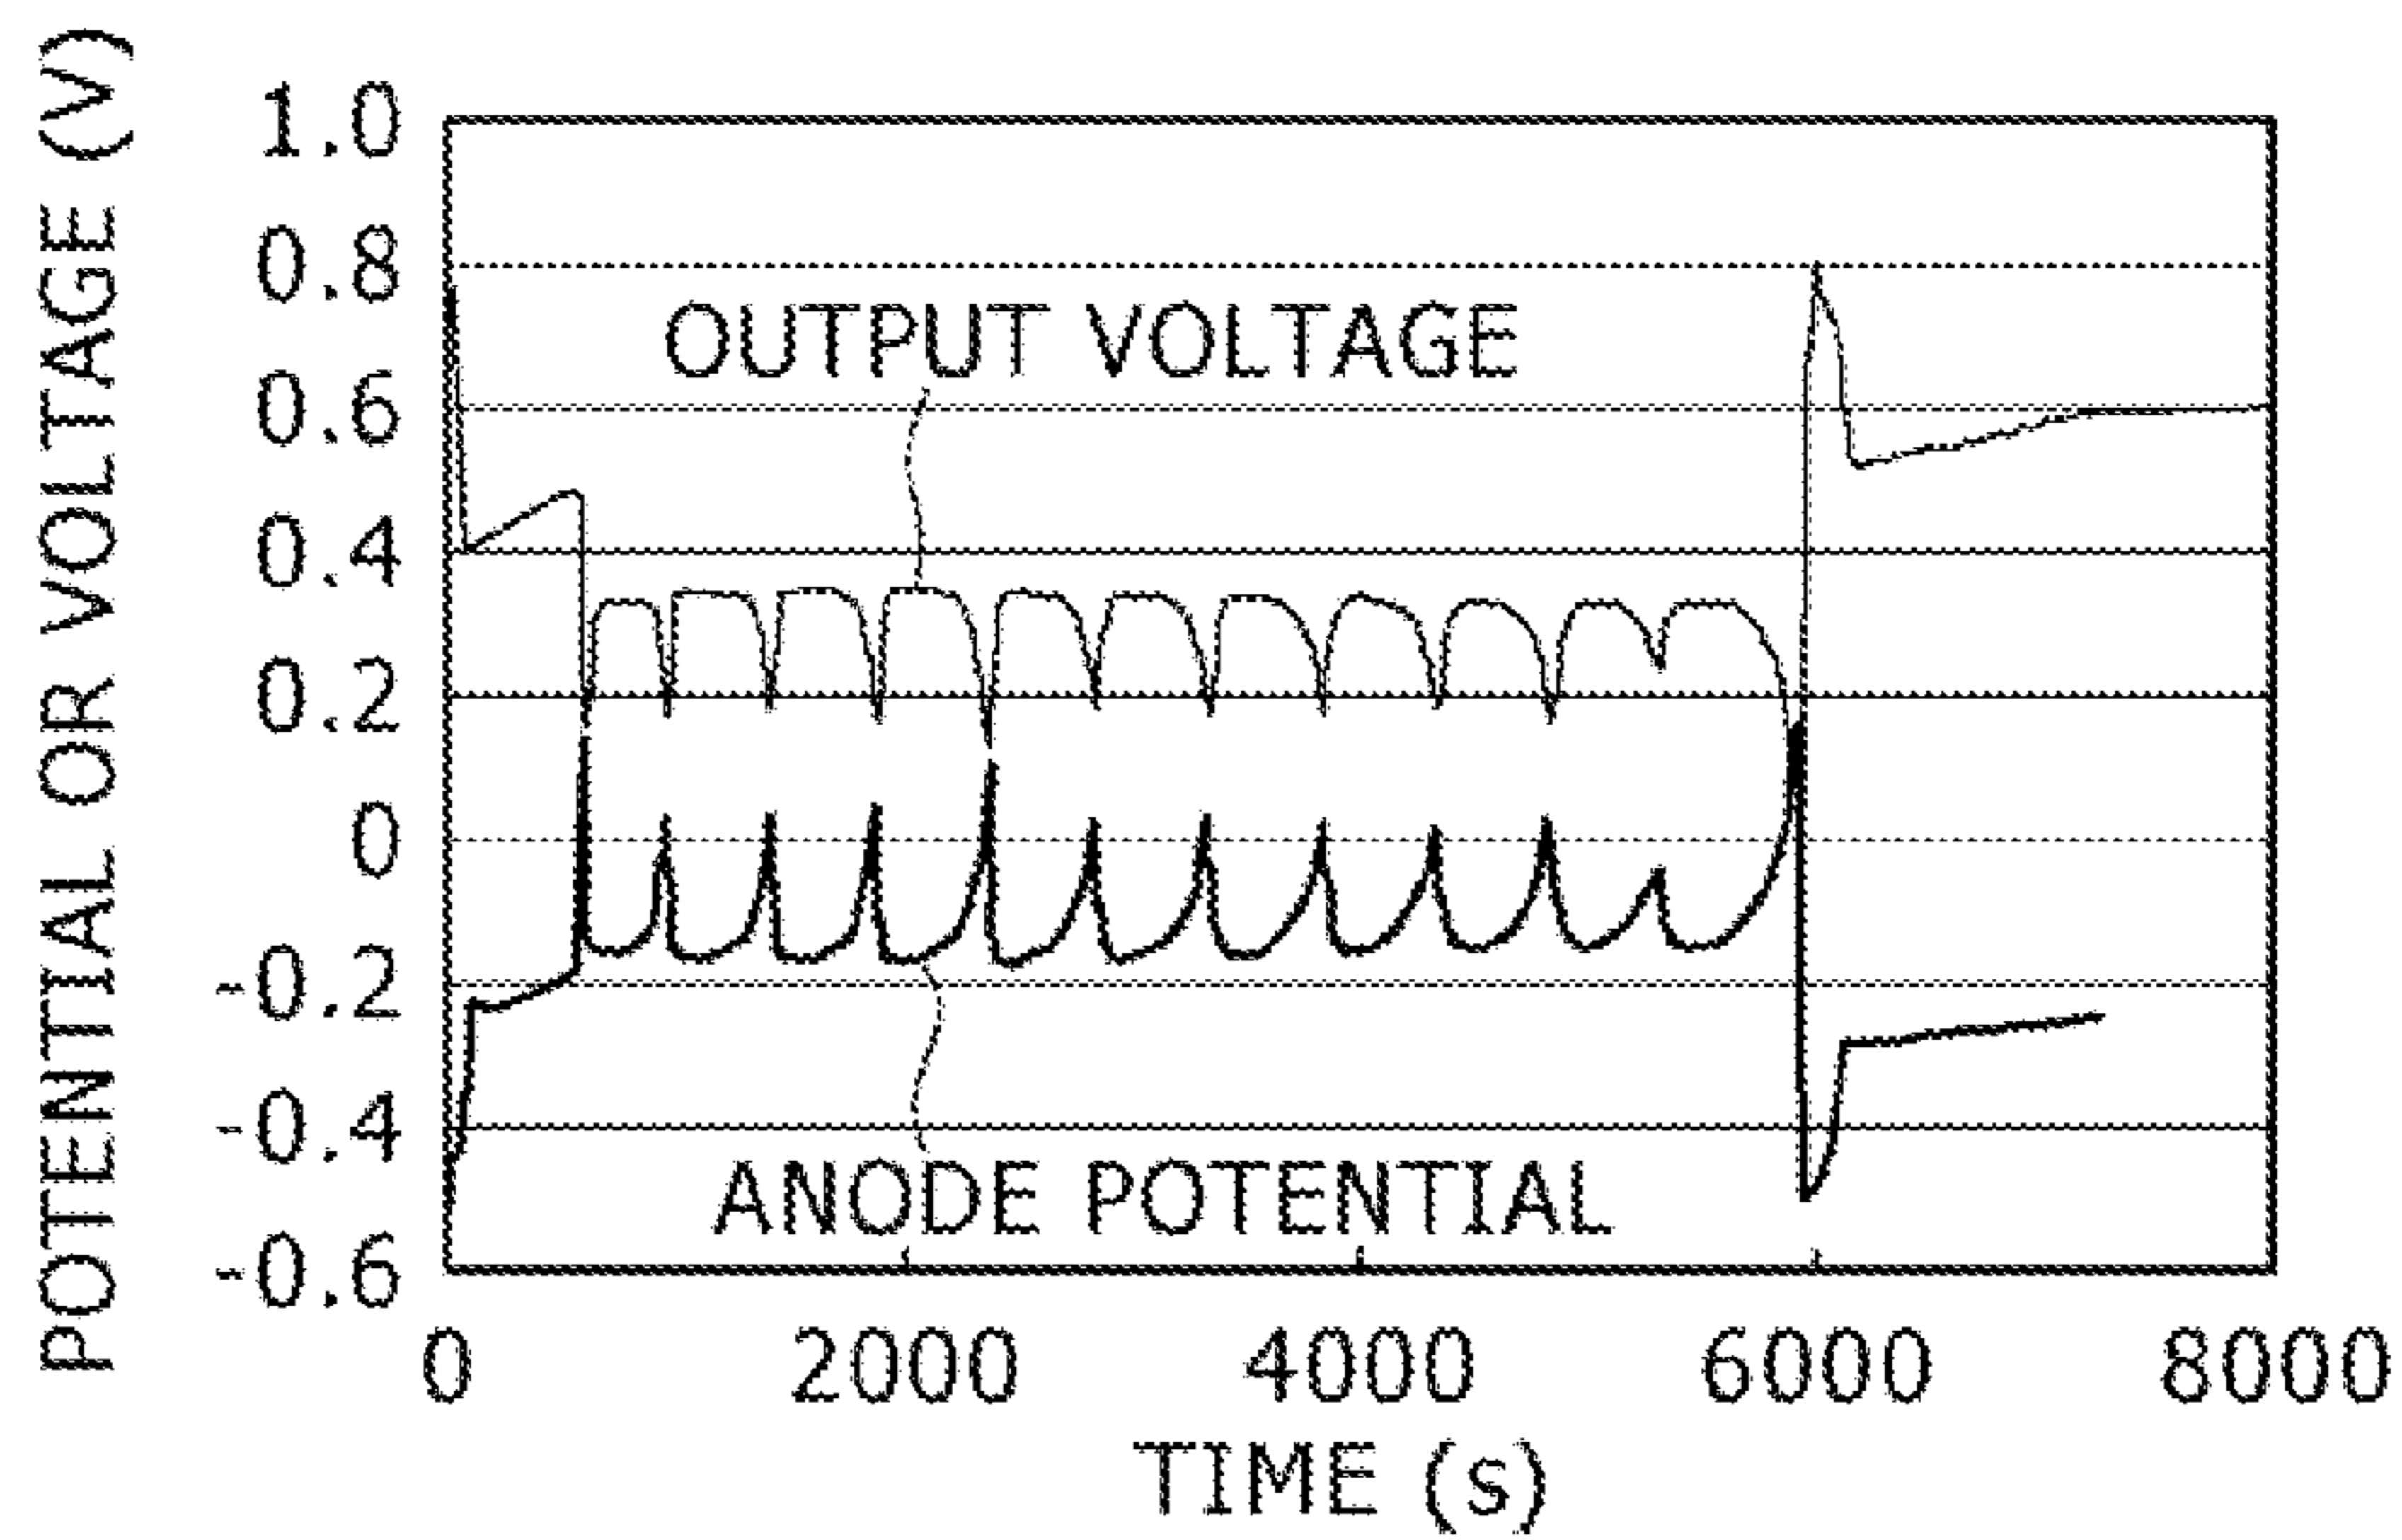 POTENTIAL OR VOLTAGE (V)
1.0
0.8
0.6
0.4
0.2
0
-0.2
-0.4
-0.6
OUTPUT VOLTAGE
ANODE POTENTIAL
0 2000 4000 6000 8000
TIME (s)